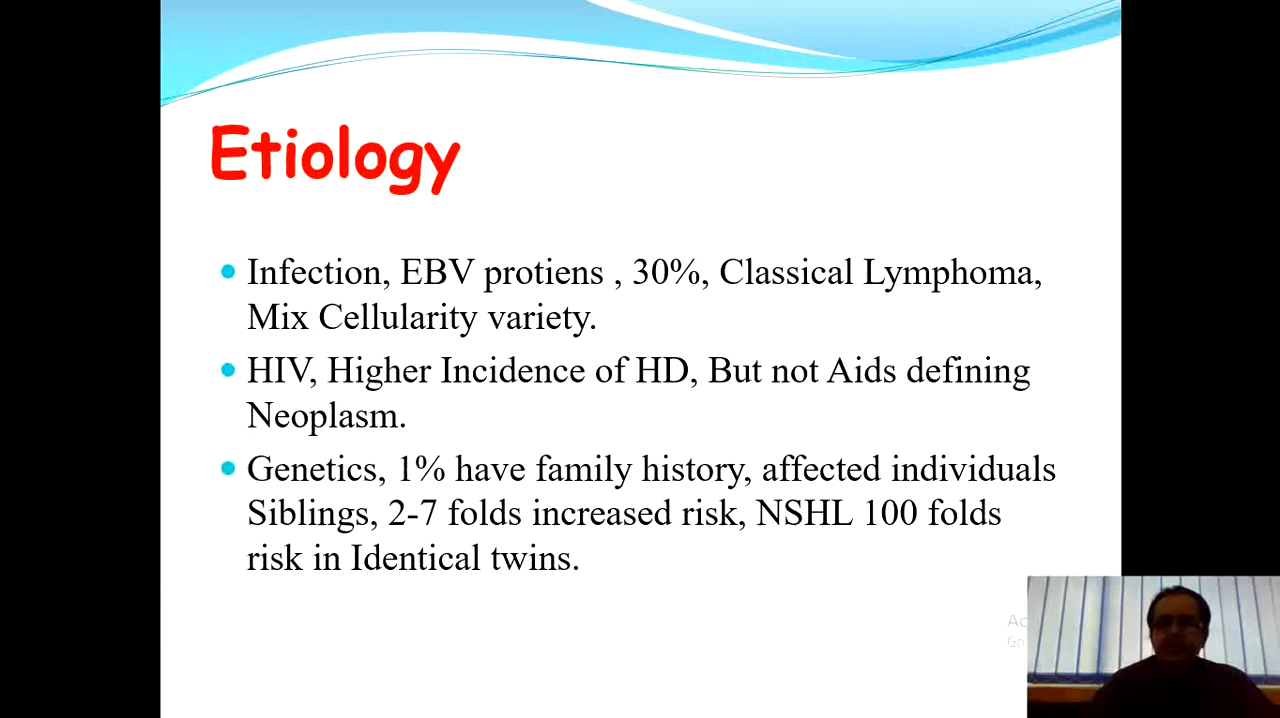 Etiology
Infection, EBV protiens , 30%, Classical Lymphoma,
Mix Cellularity variety.
HIV, Higher Incidence of HD, But not Aids defining
Neoplasm.
Genetics, 1% have family history, affected individuals
Siblings, 2-7 folds increased risk, NSHL 100 folds
risk in Identical twins.